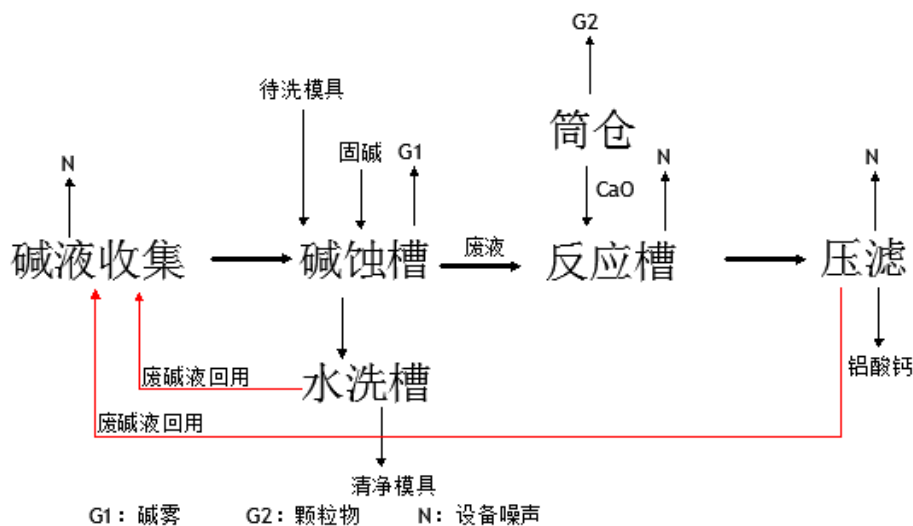 G2
待洗模具
筒仓
N
固碱
G1
N
N
CaO
碱液收集
碱蚀槽
废液
反应槽
压滤
废碱液回用
水洗槽
铝酸钙
废碱液回用
清净模具
G1：碱雾 G2：颗粒物 N：设备噪声